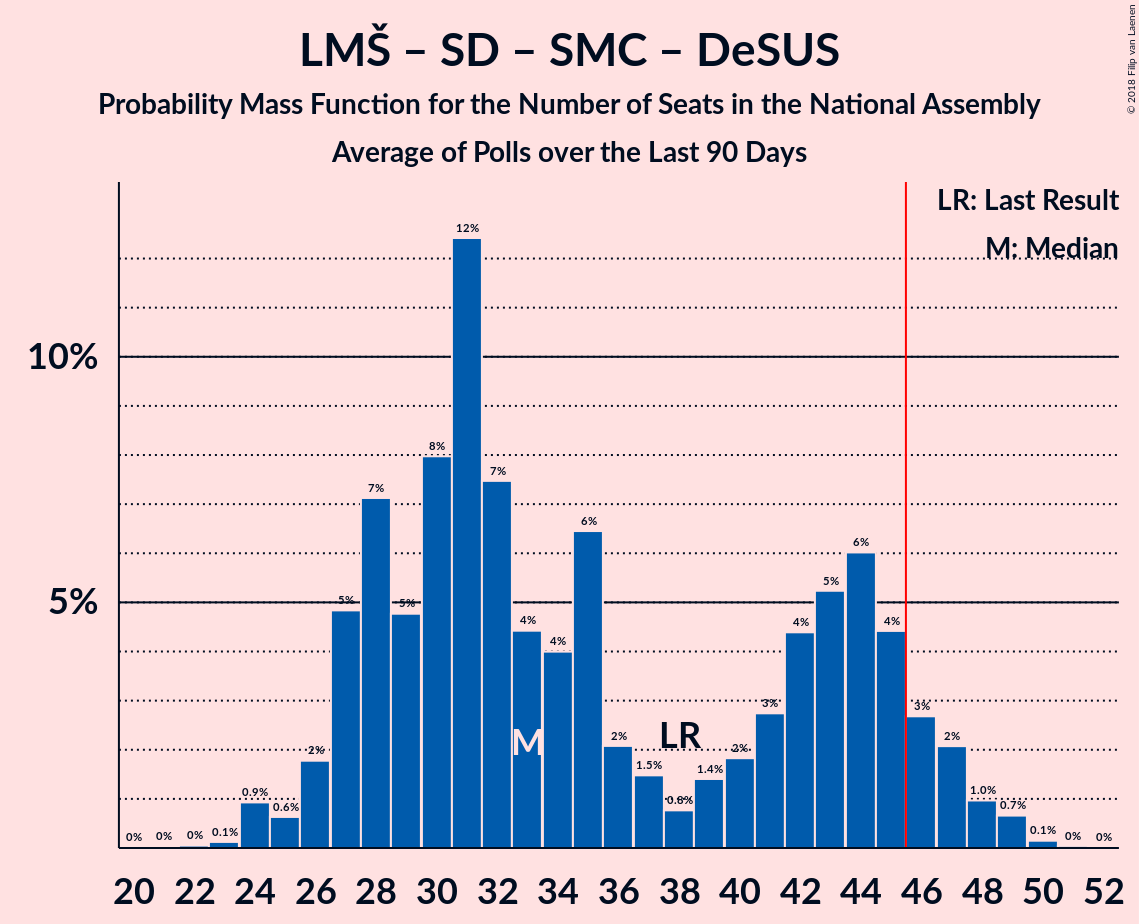 LMŠ – SD – SMC – DeSUS
Probability Mass Function for the Number of Seats in the National Assembly
Average of Polls over the Last 90 Days
© 2018 Filip van Laenen
LR: Last Result
M: Median
10%
5%
0% 0% 0% 0.1% 0.9% 0.6% 2% 5% 7% 5% 8% 12% 7% 4% 4% 6% 2% 1.5% 0.8% 1.4% 2% 3% 4% 5% 6% 4% 3% 2% 1.0% 0.7% 0.1% 0% 0%
M
LR
20 22 24 26 28 30 32 34 36 38 40 42 44 46 48 50 52